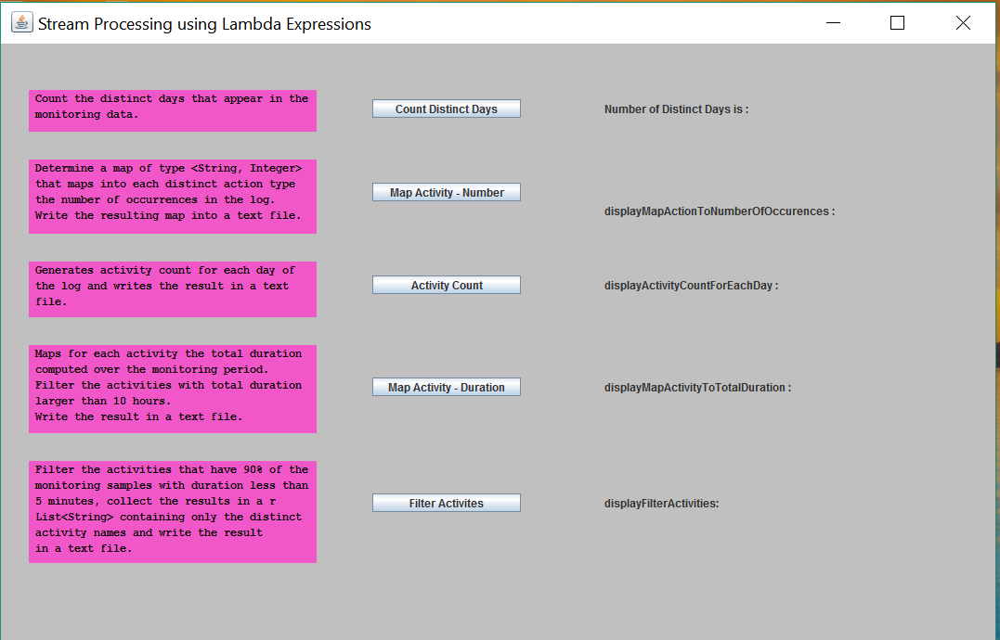 Stream Processing using Lambda Expressions
Count the distinct days that appear in the
monitoring data.
Count Distinct Days
Number of Distinct Days is :
Determine a map of type <String, Integer>
that maps into each distinct action type
the number of occurrences in the log.
Write the resulting map into a text file.
Map Activity - Number
displayMapActionToNumberOfOccurences :
Generates activity count for each day of
the log and writes the result in a text
file.
Activity Count
displayActivityCountForEachDay :
Maps for each activity the total duration
computed over the monitoring period.
Filter the activities with total duration
larger than 10 hours.
Write the result in a text file.
Map Activity - Duration
displayMapActivityToTotalDuration :
Filter the activities that have 90% of the
monitoring samples with duration less than
5 minutes, collect the results in a r
List<String> containing only the distinct
activity names and write the result
in a text file.
Filter Activites
displayFilterActivities: